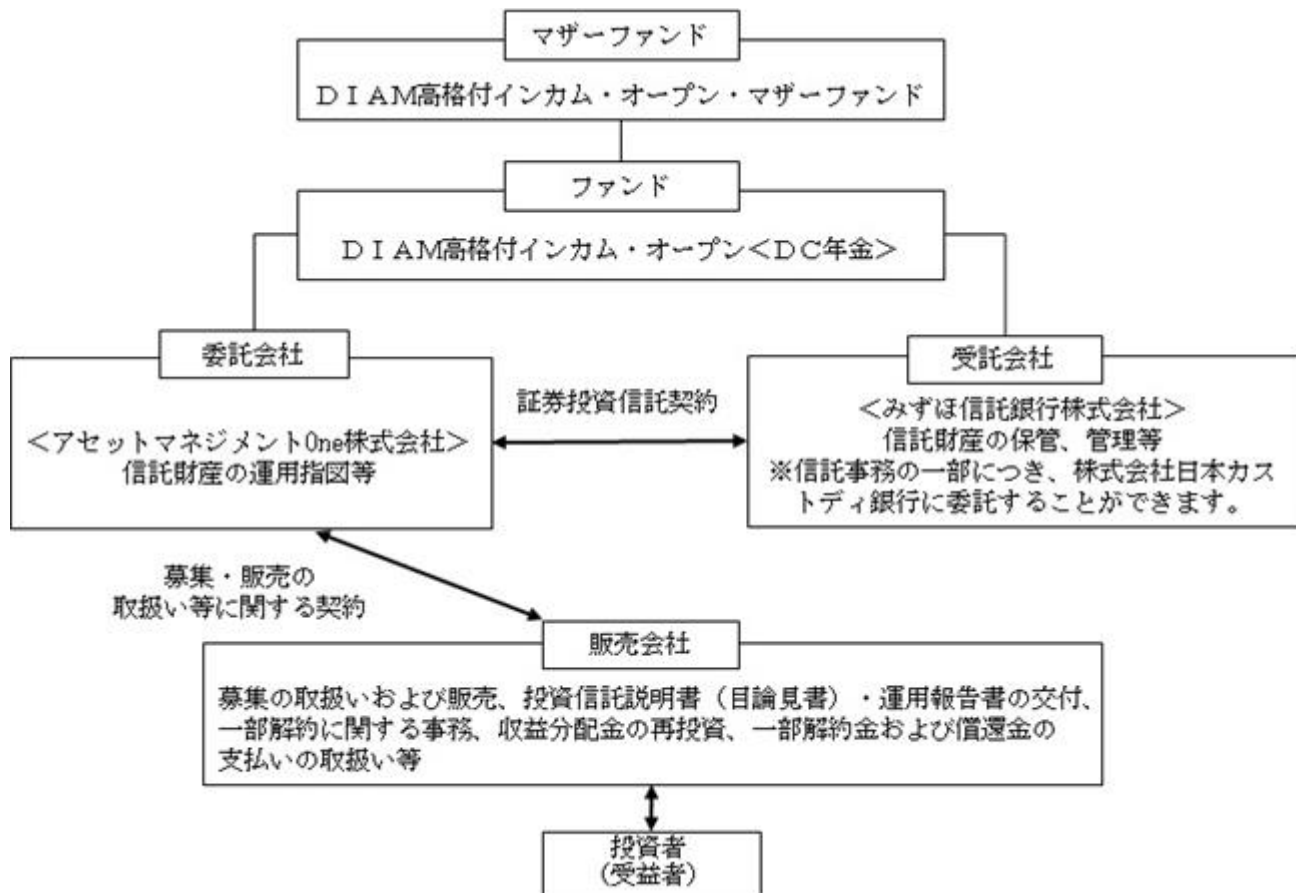 マザーファンド
ＤＩＡＭ高格付インカム・オープン・マザーファンド
ファンド
ＤＩＡＭ高格付インカム・オープン＜ＤＣ年金＞
委託会社
＜アセットマネジメントOne株式会社＞
信託財産の運用指図等
証券投資信託契約
受託会社
＜みずほ信託銀行株式会社＞
信託財産の保管、管理等
※信託事務の一部につき、株式会社日本カス
トディ銀行に委託することができます。
募集・販売の
取扱い等に関する契約
販売会社
募集の取扱いおよび販売、投資信託説明書（目論見書）・運用報告書の交付、
一部解約に関する事務、収益分配金の再投資、一部解約金および償還金の
支払いの取扱い等
投資者
(受益者)